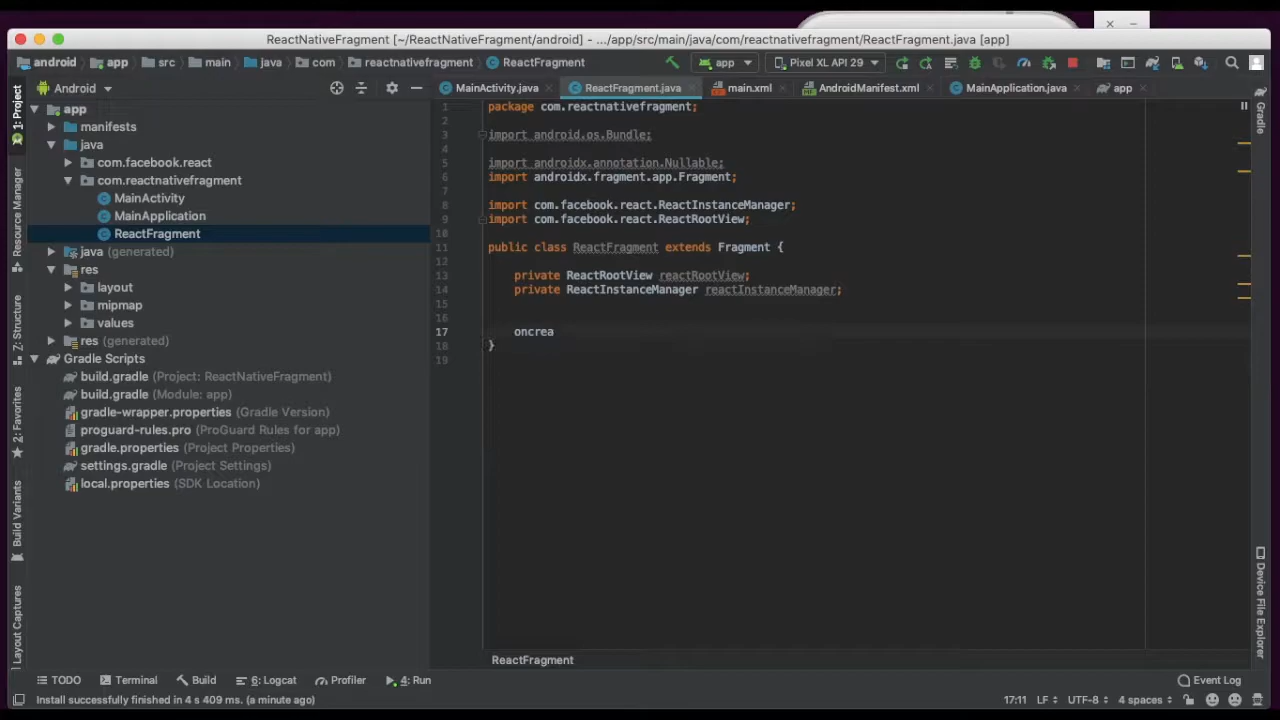 ReactNativeFragment [~/ReactNativeFragment/android] - .../app/src/main/java/com/reactnativefragment/ReactFragment.java [app]
android app src main java com reactnativefragment ReactFragment app Pixel XL API 29
1: Project
Android
MainActivity.java ReactFragment.java main.xml AndroidManifest.xml MainApplication.java app
Gradle
app
manifests
java
com.facebook.react
com.reactnativefragment
MainActivity
MainApplication
ReactFragment
java (generated)
res
layout
mipmap
values
res (generated)
Gradle Scripts
build.gradle (Project: ReactNativeFragment)
build.gradle (Module: app)
gradle-wrapper.properties (Gradle Version)
proguard-rules.pro (ProGuard Rules for app)
gradle.properties (Project Properties)
settings.gradle (Project Settings)
local.properties (SDK Location)
Resource Manager
Z: Structure
2: Favorites
Build Variants
Layout Captures
1 package com.reactnativefragment;
2
3 import android.os.Bundle;
4
5 import androidx.annotation.Nullable;
6 import androidx.fragment.app.Fragment;
7
8 import com.facebook.react.ReactInstanceManager;
9 import com.facebook.react.ReactRootView;
10
11 public class ReactFragment extends Fragment {
12
13 private ReactRootView reactRootView;
14 private ReactInstanceManager reactInstanceManager;
15
16
17 oncrea
18 }
19
Device File Explorer
ReactFragment
TODO Terminal Build 6: Logcat Profiler 4: Run Event Log
Install successfully finished in 4 s 409 ms. (a minute ago) 17:11 LF UTF-8 4 spaces